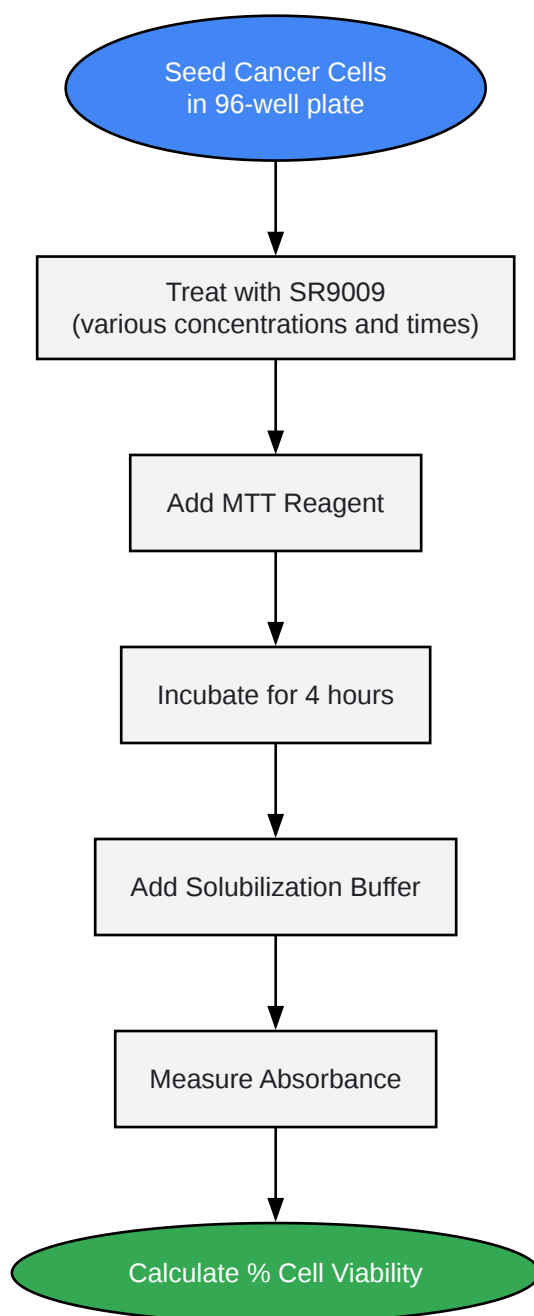 Seed Cancer Cells
in 96-well plate
Treat with SR9009
(various concentrations and times)
Add MTT Reagent
Incubate for 4 hours
Add Solubilization Buffer
Measure Absorbance
Calculate % Cell Viability